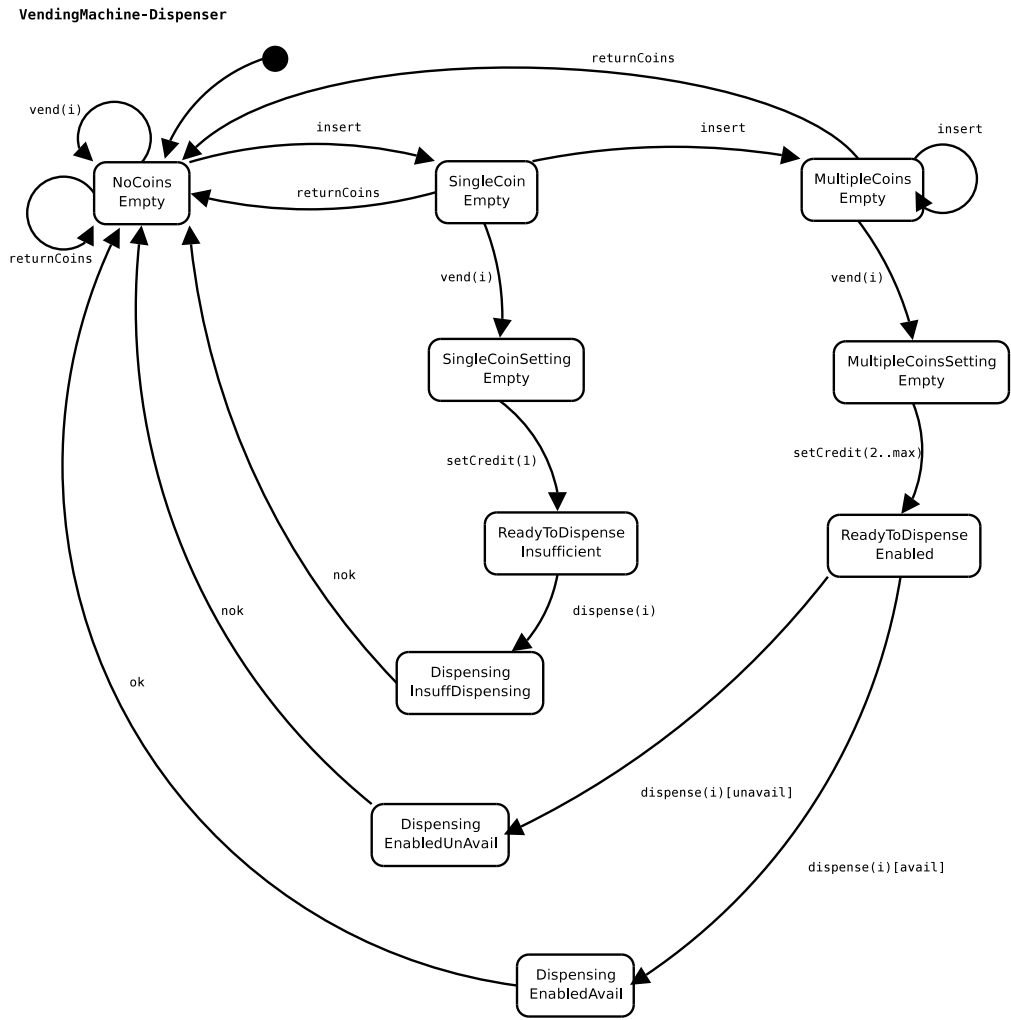 VendingMachine-Dispenser
returnCoins
vend(i)
insert
insert
insert
NoCoins
Empty
returnCoins
SingleCoin
Empty
MultipleCoins
Empty
returnCoins
vend(i)
vend(i)
SingleCoinSetting
Empty
MultipleCoinsSetting
Empty
setCredit(1)
setCredit(2..max)
ReadyToDispense
Insufficient
ReadyToDispense
Enabled
nok
nok
dispense(i)
Dispensing
InsuffDispensing
ok
dispense(i)[unavail]
Dispensing
EnabledUnAvail
dispense(i)[avail]
Dispensing
EnabledAvail